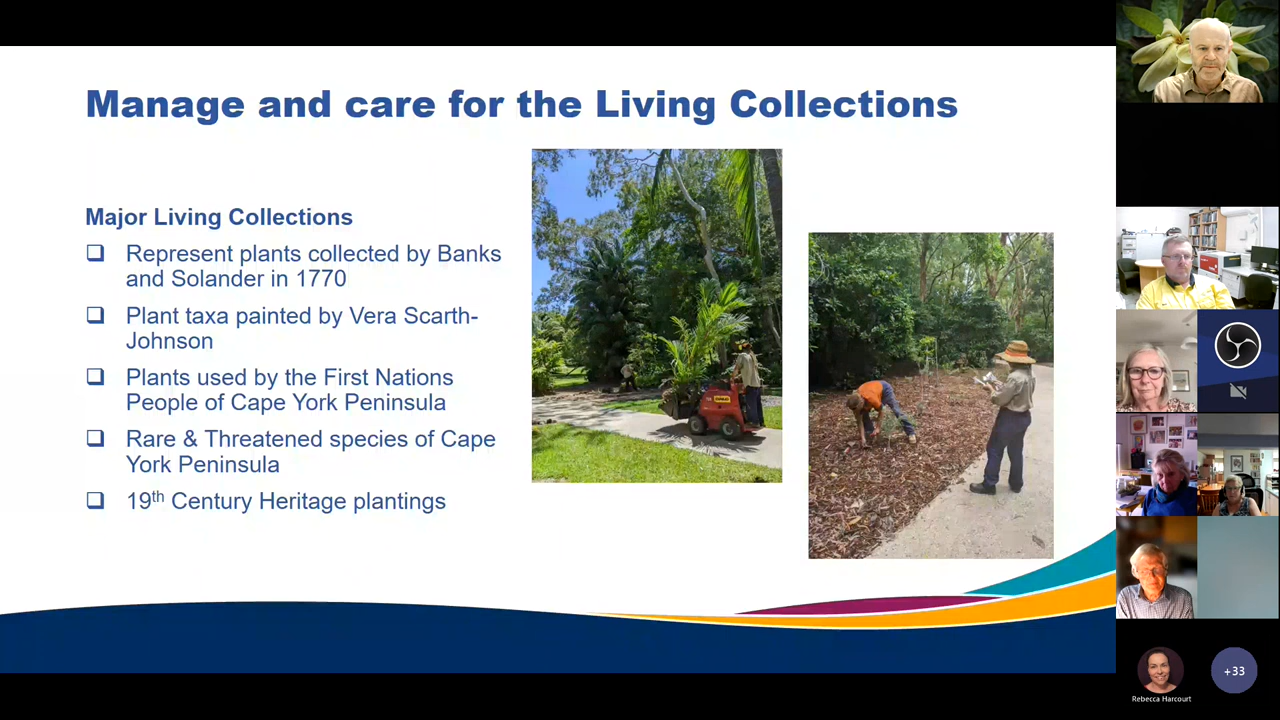 Manage and care for the Living Collections
Major Living Collections
Represent plants collected by Banks
and Solander in 1770
Plant taxa painted by Vera Scarth-
Johnson
Plants used by the First Nations
People of Cape York Peninsula
Rare & Threatened species of Cape
York Peninsula
19th Century Heritage plantings
Rebecca Harcourt
+33